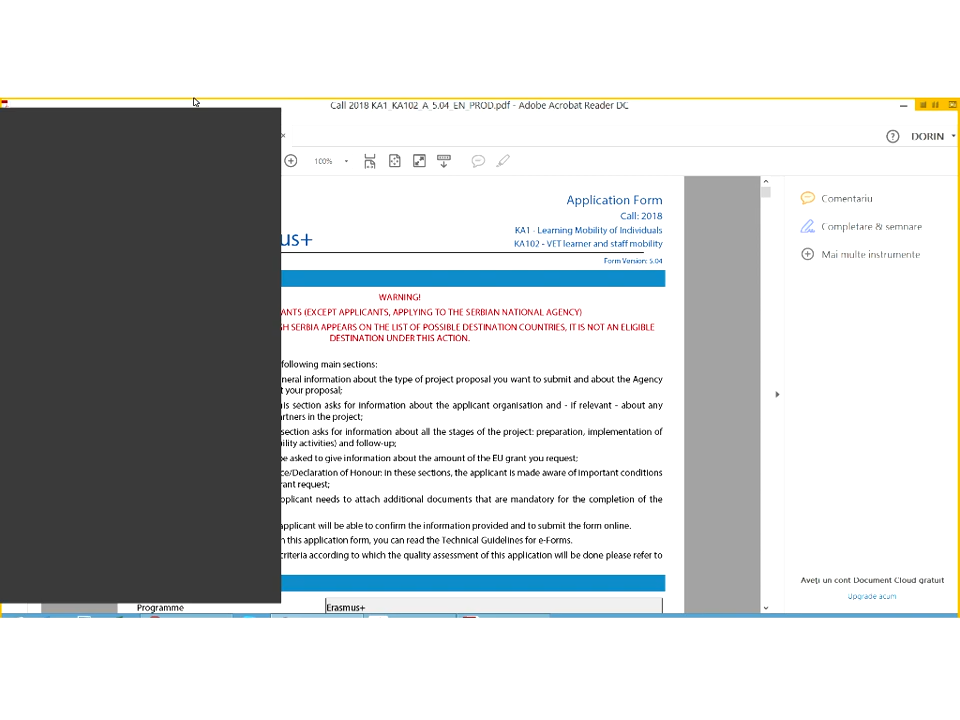 Call 2018 KA1_KA102_A_5.04_EN_PROD.pdf - Adobe Acrobat Reader DC
DORIN
100%
Application Form
Call: 2018
KA1 - Learning Mobility of Individuals
KA102 - VET learner and staff mobility
us+
Form Version: 5.04
WARNING!
ANTS (EXCEPT APPLICANTS, APPLYING TO THE SERBIAN NATIONAL AGENCY)
GH SERBIA APPEARS ON THE LIST OF POSSIBLE DESTINATION COUNTRIES, IT IS NOT AN ELIGIBLE
DESTINATION UNDER THIS ACTION.
following main sections:
neral information about the type of project proposal you want to submit and about the Agency
t your proposal;
is section asks for information about the applicant organisation and - if relevant - about any
artners in the project;
section asks for information about all the stages of the project: preparation, implementation of
ility activities) and follow-up;
be asked to give information about the amount of the EU grant you request;
ce/Declaration of Honour: in these sections, the applicant is made aware of important conditions
rant request;
pplicant needs to attach additional documents that are mandatory for the completion of the
applicant will be able to confirm the information provided and to submit the form online.
n this application form, you can read the Technical Guidelines for e-Forms.
criteria according to which the quality assessment of this application will be done please refer to
Programme Erasmus+
Comentariu
Completare & semnare
Mai multe instrumente
Aveți un cont Document Cloud gratuit
Upgrade acum